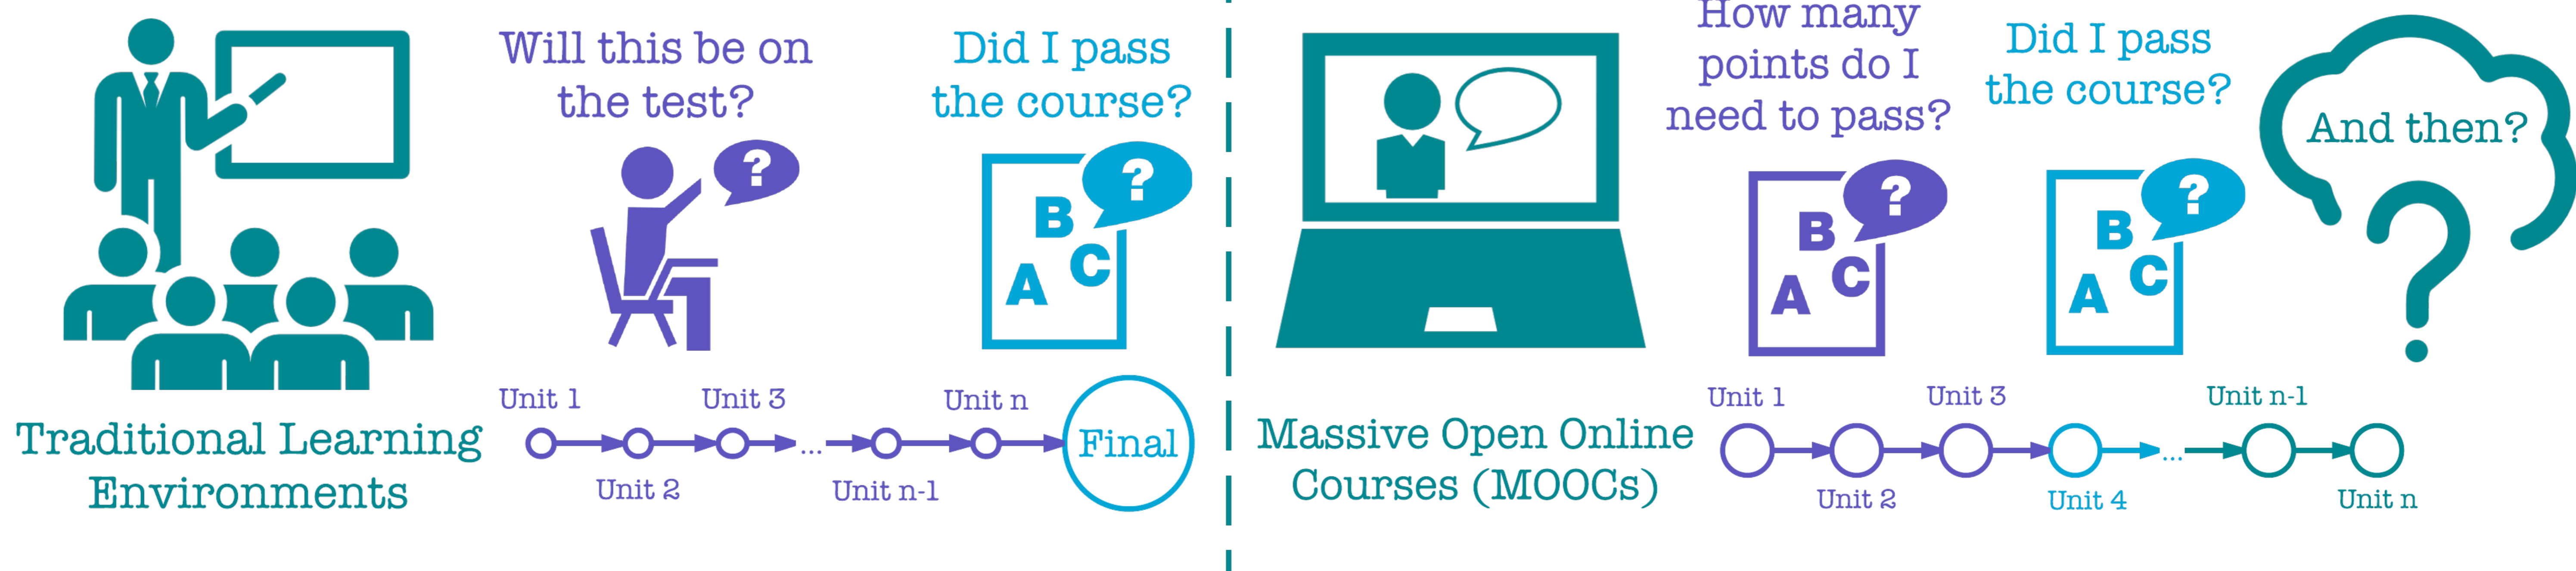 Will this be on
the test?
?
Did I pass
the course?
?
B
C
A
Traditional Learning
Environments
Unit 1
Unit 2
Unit 3
...
Unit n-1
Unit n
Final
How many
points do I
need to pass?
?
B
C
A
Did I pass
the course?
?
B
C
A
And then?
?
Massive Open Online
Courses (MOOCs)
Unit 1
Unit 2
Unit 3
Unit 4
...
Unit n-1
Unit n